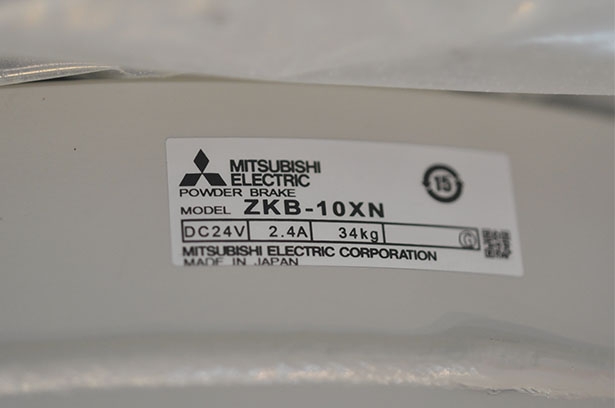 MITSUBISHI
ELECTRIC
POWDER BRAKE
MODEL ZKB-10XN
DC24V 2.4A 34kg G
MITSUBISHI ELECTRIC CORPORATION
MADE IN JAPAN
15